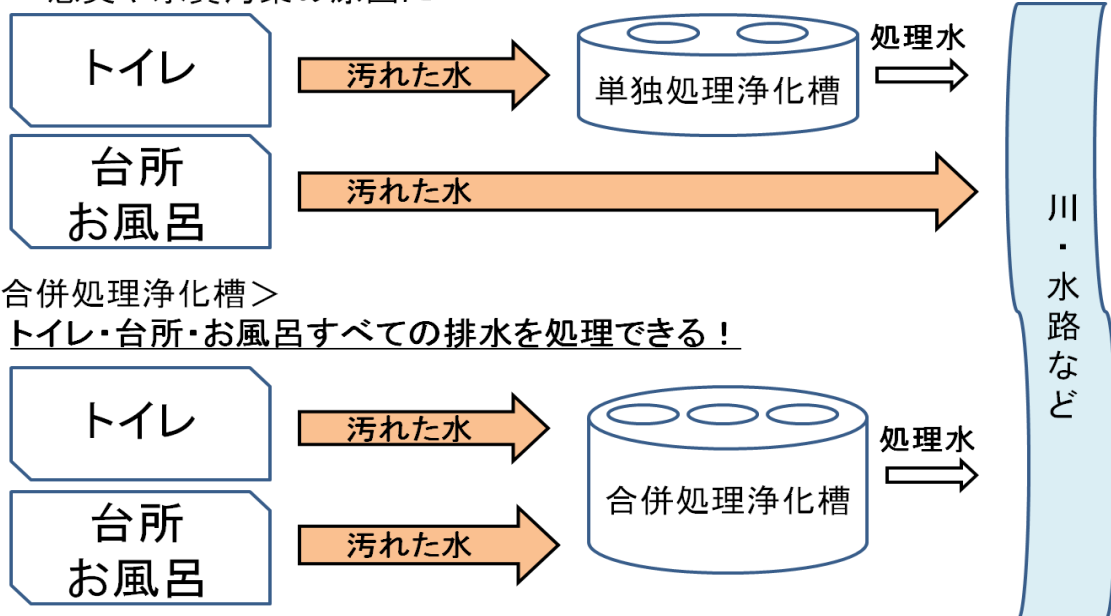 トイレ
汚れた水
単独処理浄化槽
処理水
台所
お風呂
汚れた水
川・水路など
合併処理浄化槽＞
トイレ・台所・お風呂すべての排水を処理できる！
トイレ
汚れた水
合併処理浄化槽
処理水
台所
お風呂
汚れた水